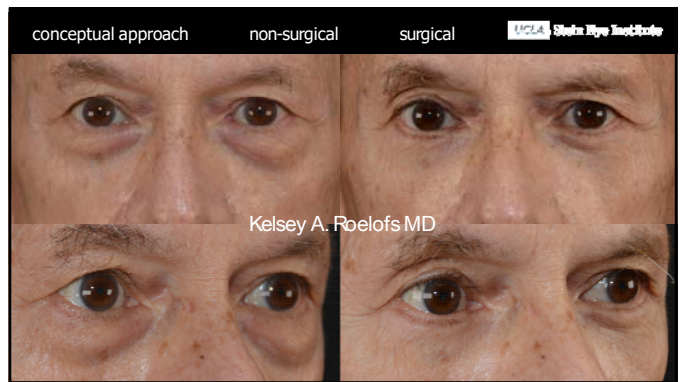 conceptual approach non-surgical surgical UCLA Stein Eye Institute
Kelsey A. Roelofs MD